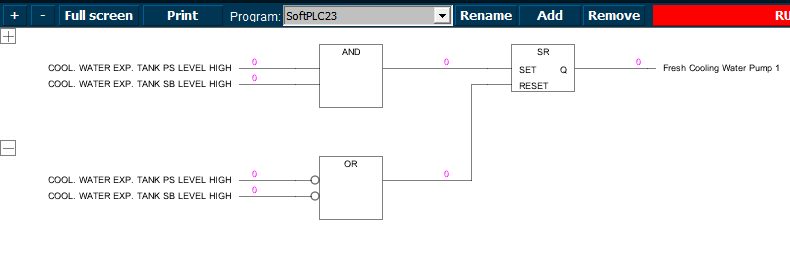 + - Full screen Print Program: SoftPLC23 Rename Add Remove RU
AND
SR
COOL. WATER EXP. TANK PS LEVEL HIGH 0 0 SET Q 0 Fresh Cooling Water Pump 1
COOL. WATER EXP. TANK SB LEVEL HIGH 0 RESET
OR
COOL. WATER EXP. TANK PS LEVEL HIGH 0 0
COOL. WATER EXP. TANK SB LEVEL HIGH 0